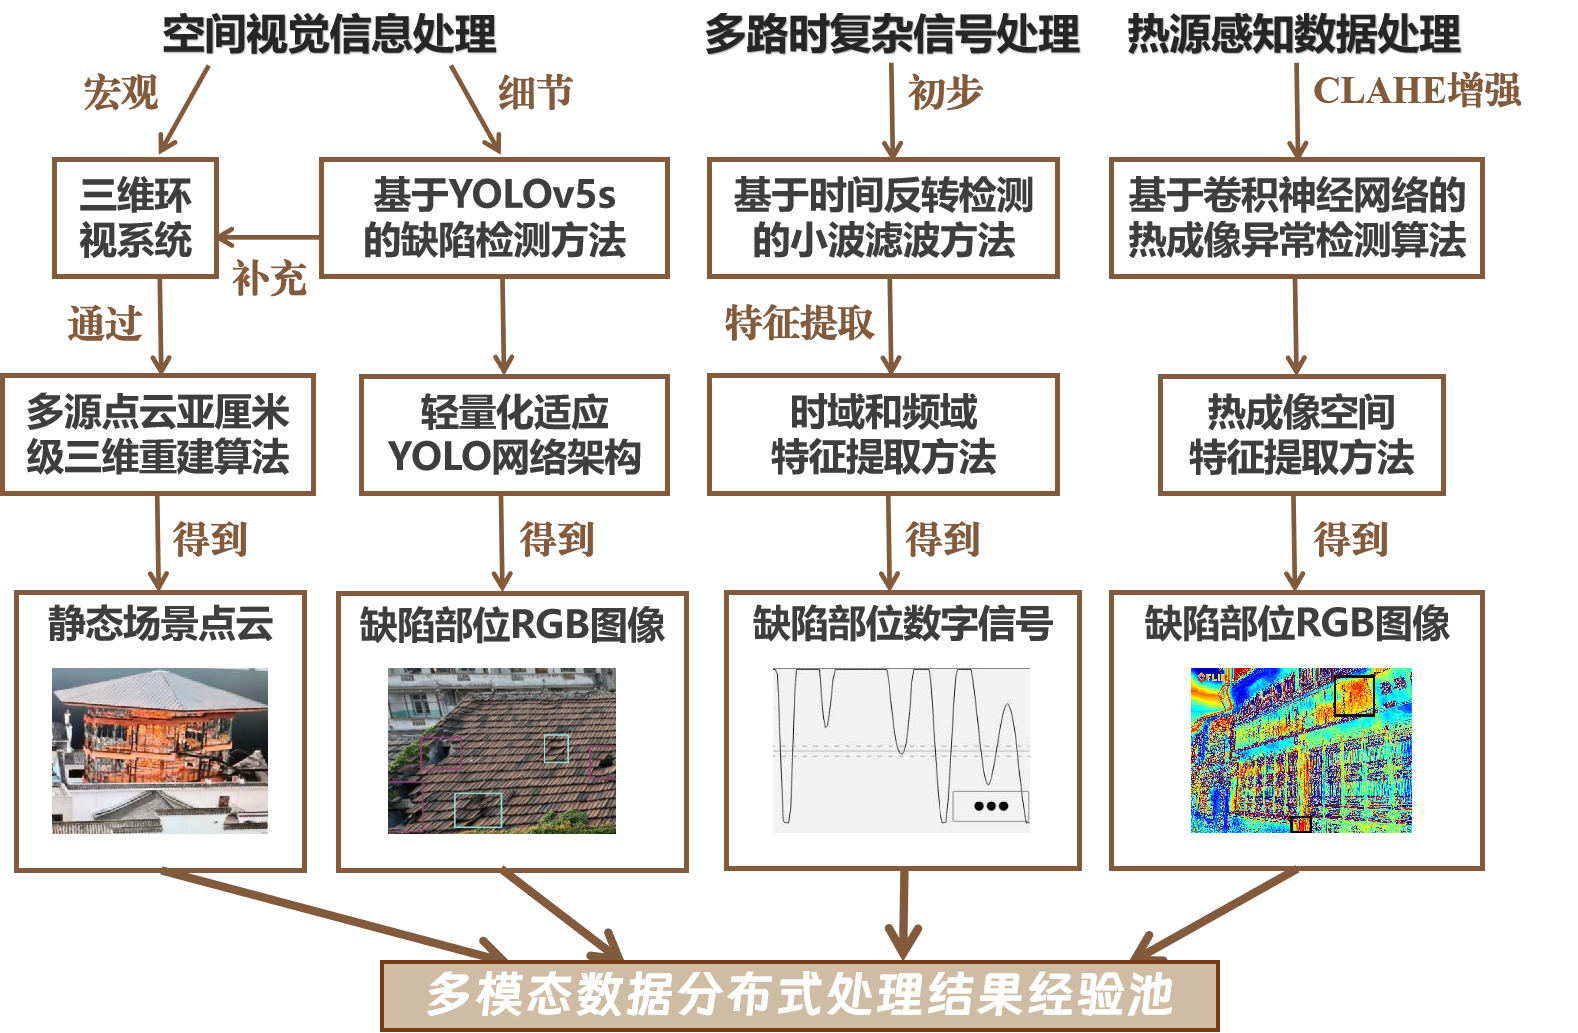 空间视觉信息处理
多路时复杂信号处理
热源感知数据处理
宏观
细节
初步
CLAHE增强
三维环
视系统
基于YOLOv5s
的缺陷检测方法
基于时间反转检测
的小波滤波方法
基于卷积神经网络的
热成像异常检测算法
补充
通过
特征提取
多源点云亚厘米
级三维重建算法
轻量化适应
YOLO网络架构
时域和频域
特征提取方法
热成像空间
特征提取方法
得到
得到
得到
得到
静态场景点云
缺陷部位RGB图像
缺陷部位数字信号
缺陷部位RGB图像
FLIR
多模态数据分布式处理结果经验池